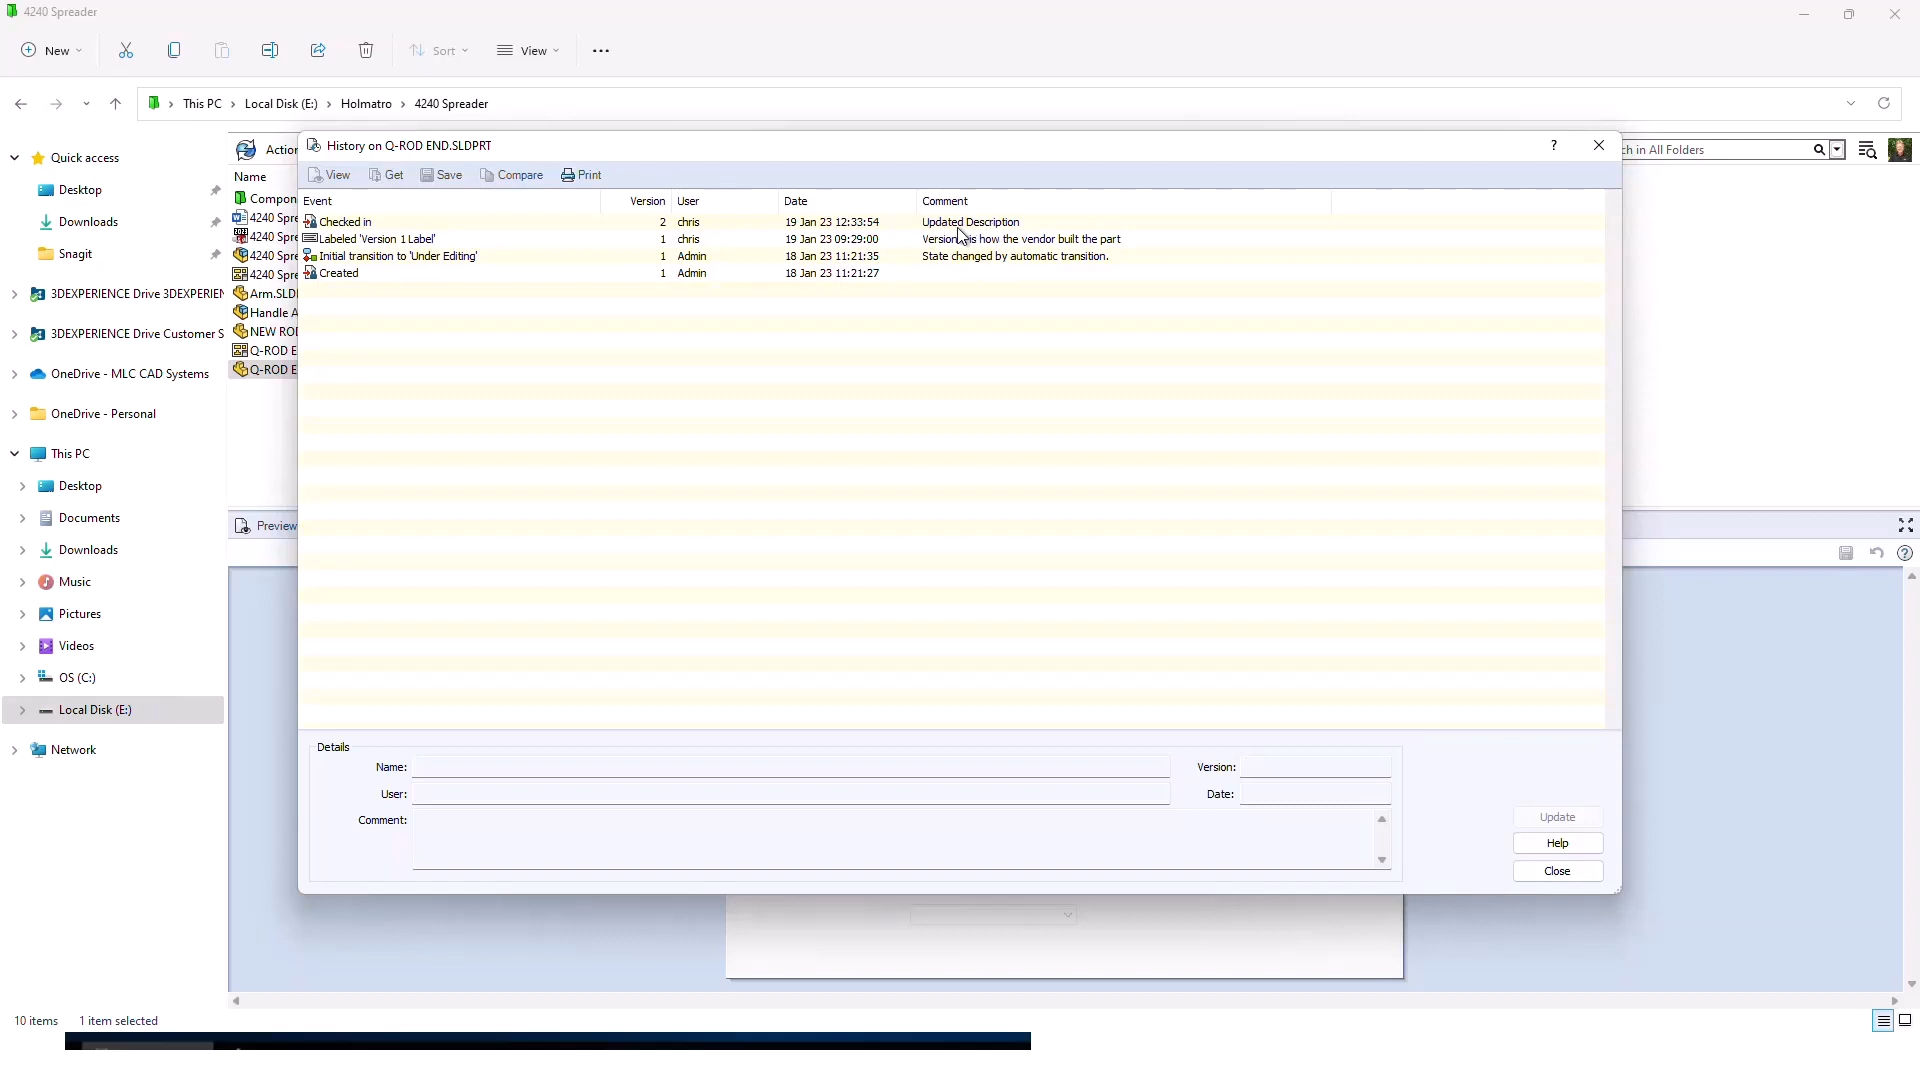 4240 Spreader
New
Sort
View
This PC > Local Disk (E:) > Holmatro > 4240 Spreader
Quick access
Desktop
Downloads
Snagit
3DEXPERIENCE Drive 3DEXPERIEN
3DEXPERIENCE Drive Customer S
OneDrive - MLC CAD Systems
OneDrive - Personal
This PC
Desktop
Documents
Downloads
Music
Pictures
Videos
OS (C:)
Local Disk (E:)
Network
Action
Name
Compon
4240 Spre
4240 Spre
4240 Spre
4240 Spre
Arm.SLD
Handle A
NEW ROD
Q-ROD E
Q-ROD E
Preview
ch in All Folders
History on Q-ROD END.SLDPRT
?
View Get Save Compare Print
Event Version User Date Comment
Checked in 2 chris 19 Jan 23 12:33:54 Updated Description
Labeled 'Version 1 Label' 1 chris 19 Jan 23 09:29:00 Version is how the vendor built the part
Initial transition to 'Under Editing' 1 Admin 18 Jan 23 11:21:35 State changed by automatic transition.
Created 1 Admin 18 Jan 23 11:21:27
Details
Name: Version:
User: Date:
Comment:
Update
Help
Close
10 items 1 item selected